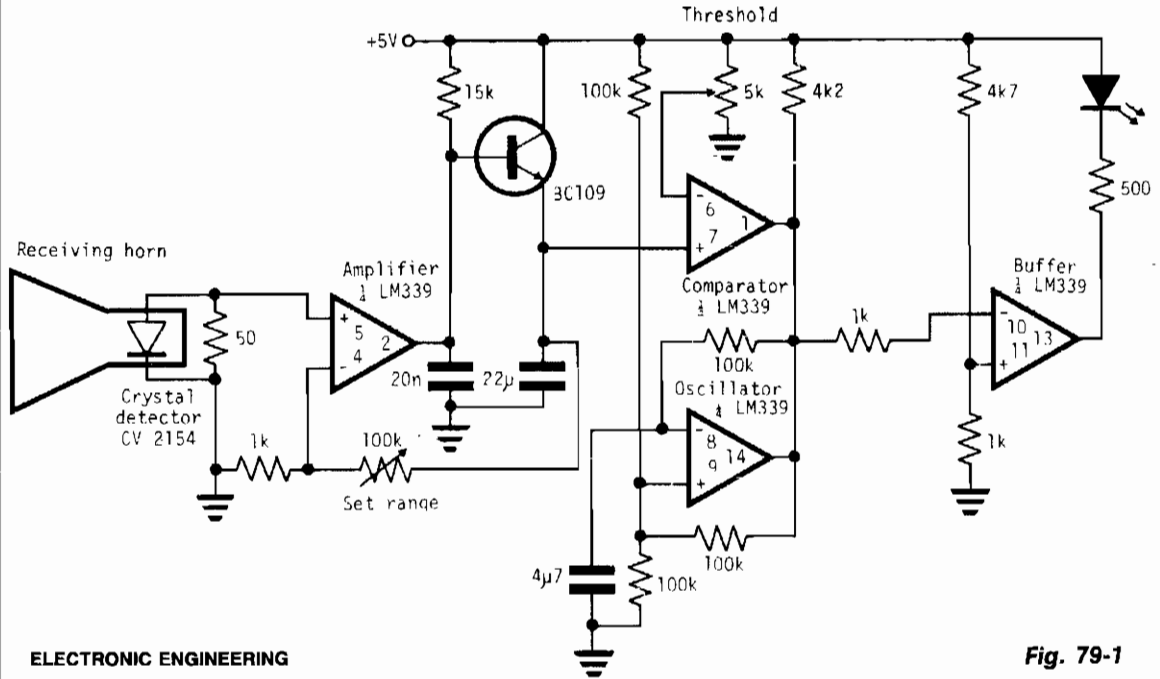 Threshold
+5V
15k
100k
5k
4k2
4k7
BC109
500
- 6
7 1
+
Receiving horn
Amplifier
¼ LM339
Comparator
¼ LM339
Buffer
¼ LM339
+ 5
4 2
-
50
1k
- 10
11 13
+
20n
22µ
100k
Crystal
detector
CV 2154
Oscillator
¼ LM339
1k
100k
Set range
- 8
9 14
+
1k
100k
4µ7
100k
ELECTRONIC ENGINEERING
Fig. 79-1